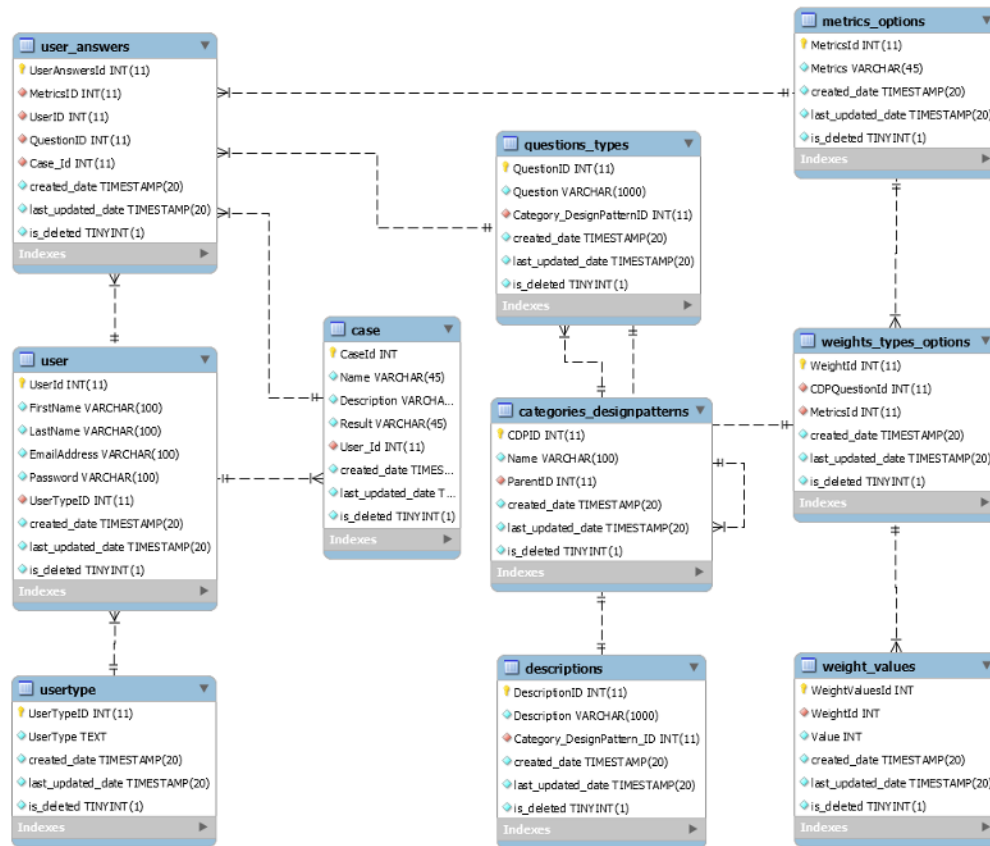 user_answers
UserAnswersId INT(11)
MetricsID INT(11)
UserID INT(11)
QuestionID INT(11)
Case_Id INT(11)
created_date TIMESTAMP(20)
last_updated_date TIMESTAMP(20)
is_deleted TINYINT(1)
Indexes
metrics_options
MetricsId INT(11)
Metrics VARCHAR(45)
created_date TIMESTAMP(20)
last_updated_date TIMESTAMP(20)
is_deleted TINYINT(1)
Indexes
questions_types
QuestionID INT(11)
Question VARCHAR(1000)
Category_DesignPatternID INT(11)
created_date TIMESTAMP(20)
last_updated_date TIMESTAMP(20)
is_deleted TINYINT(1)
Indexes
case
CaseId INT
Name VARCHAR(45)
Description VARCHA...
Result VARCHAR(45)
User_Id INT(11)
created_date TIMES...
last_updated_date T...
is_deleted TINYINT(1)
Indexes
user
UserId INT(11)
FirstName VARCHAR(100)
LastName VARCHAR(100)
EmailAddress VARCHAR(100)
Password VARCHAR(100)
UserTypeID INT(11)
created_date TIMESTAMP(20)
last_updated_date TIMESTAMP(20)
is_deleted TINYINT(1)
Indexes
weights_types_options
WeightId INT(11)
CDPQuestionId INT(11)
MetricsId INT(11)
created_date TIMESTAMP(20)
last_updated_date TIMESTAMP(20)
is_deleted TINYINT(1)
Indexes
categories_designpatterns
CDPID INT(11)
Name VARCHAR(100)
ParentID INT(11)
created_date TIMESTAMP(20)
last_updated_date TIMESTAMP(20)
is_deleted TINYINT(1)
Indexes
usertype
UserTypeID INT(11)
UserType TEXT
created_date TIMESTAMP(20)
last_updated_date TIMESTAMP(20)
is_deleted TINYINT(1)
Indexes
descriptions
DescriptionID INT(11)
Description VARCHAR(1000)
Category_DesignPattern_ID INT(11)
created_date TIMESTAMP(20)
last_updated_date TIMESTAMP(20)
is_deleted TINYINT(1)
Indexes
weight_values
WeightValuesId INT
WeightId INT
Value INT
created_date TIMESTAMP(20)
last_updated_date TIMESTAMP(20)
is_deleted TINYINT(1)
Indexes